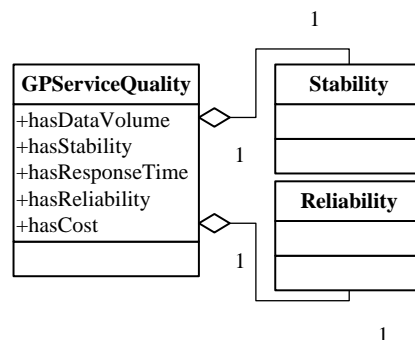 1
GPServiceQuality
+hasDataVolume
+hasStability
+hasResponseTime
+hasReliability
+hasCost
Stability
1
Reliability
1
1